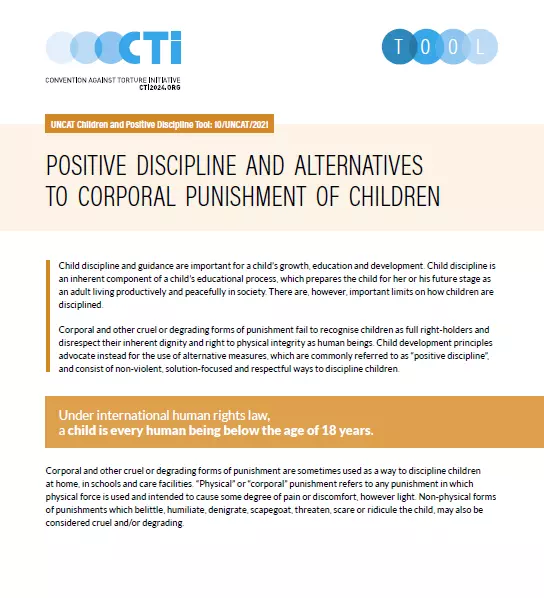 CTi
TOOL
CONVENTION AGAINST TORTURE INITIATIVE
CTI2024.ORG
UNCAT Children and Positive Discipline Tool: 10/UNCAT/2021
POSITIVE DISCIPLINE AND ALTERNATIVES
TO CORPORAL PUNISHMENT OF CHILDREN
Child discipline and guidance are important for a child's growth, education and development. Child discipline is
an inherent component of a child's educational process, which prepares the child for her or his future stage as
an adult living productively and peacefully in society. There are, however, important limits on how children are
disciplined.
Corporal and other cruel or degrading forms of punishment fail to recognise children as full right-holders and
disrespect their inherent dignity and right to physical integrity as human beings. Child development principles
advocate instead for the use of alternative measures, which are commonly referred to as “positive discipline”,
and consist of non-violent, solution-focused and respectful ways to discipline children.
Under international human rights law,
a child is every human being below the age of 18 years.
Corporal and other cruel or degrading forms of punishment are sometimes used as a way to discipline children
at home, in schools and care facilities. “Physical” or “corporal” punishment refers to any punishment in which
physical force is used and intended to cause some degree of pain or discomfort, however light. Non-physical forms
of punishments which belittle, humiliate, denigrate, scapegoat, threaten, scare or ridicule the child, may also be
considered cruel and/or degrading.